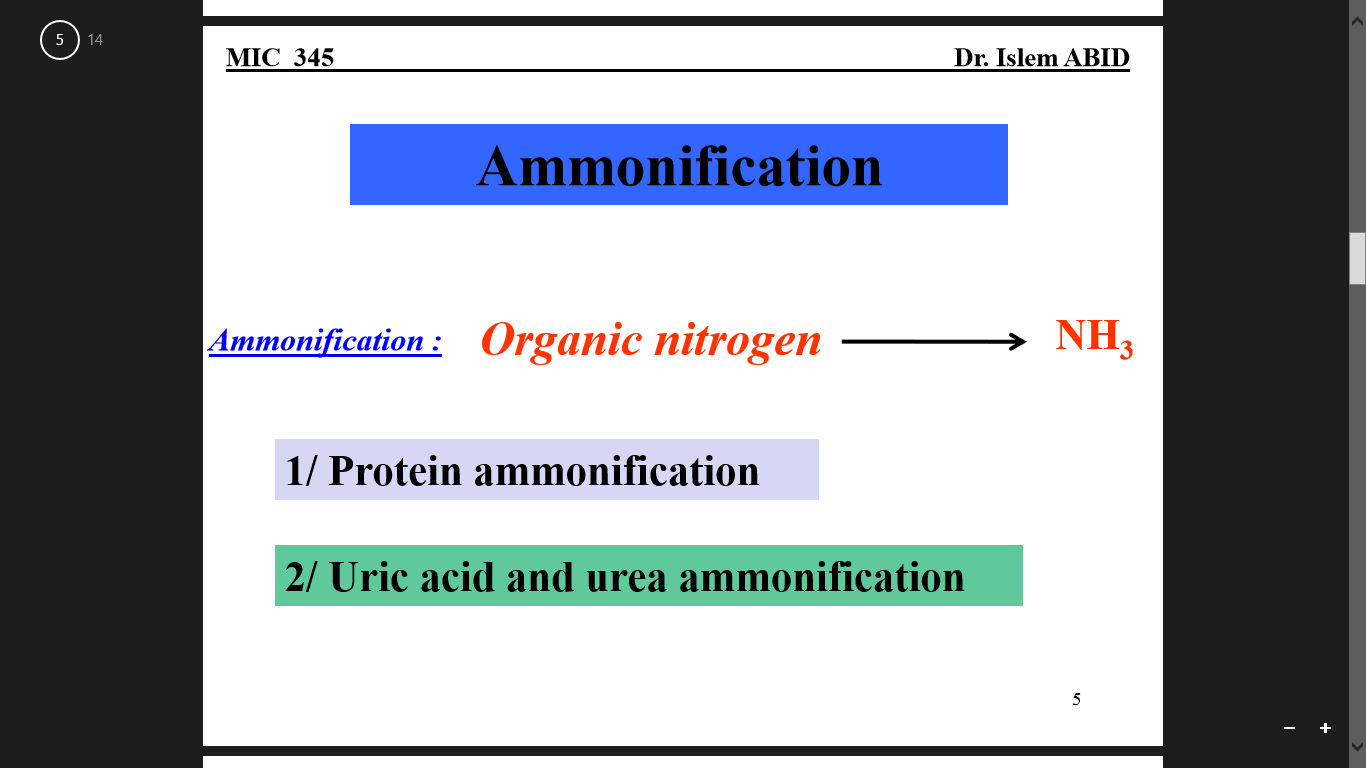 5 14
MIC 345 Dr. Islem ABID
Ammonification
Ammonification : Organic nitrogen NH₃
1/ Protein ammonification
2/ Uric acid and urea ammonification
5